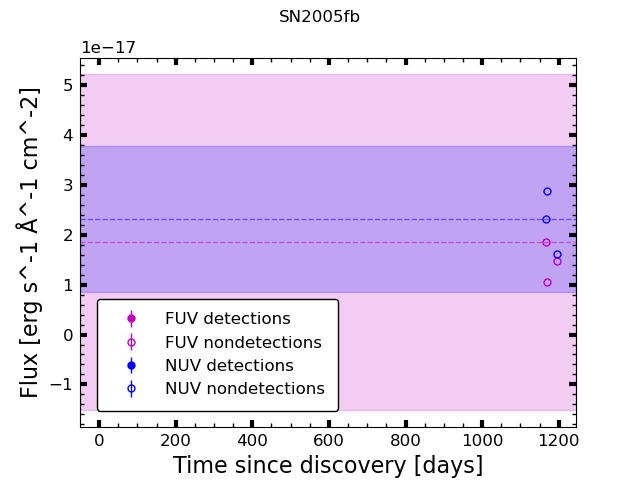 SN2005fb
1e−17
5
4
3
2
1
0
−1
Flux [erg s^-1 Å^-1 cm^-2]
FUV detections
FUV nondetections
NUV detections
NUV nondetections
0 200 400 600 800 1000 1200
Time since discovery [days]